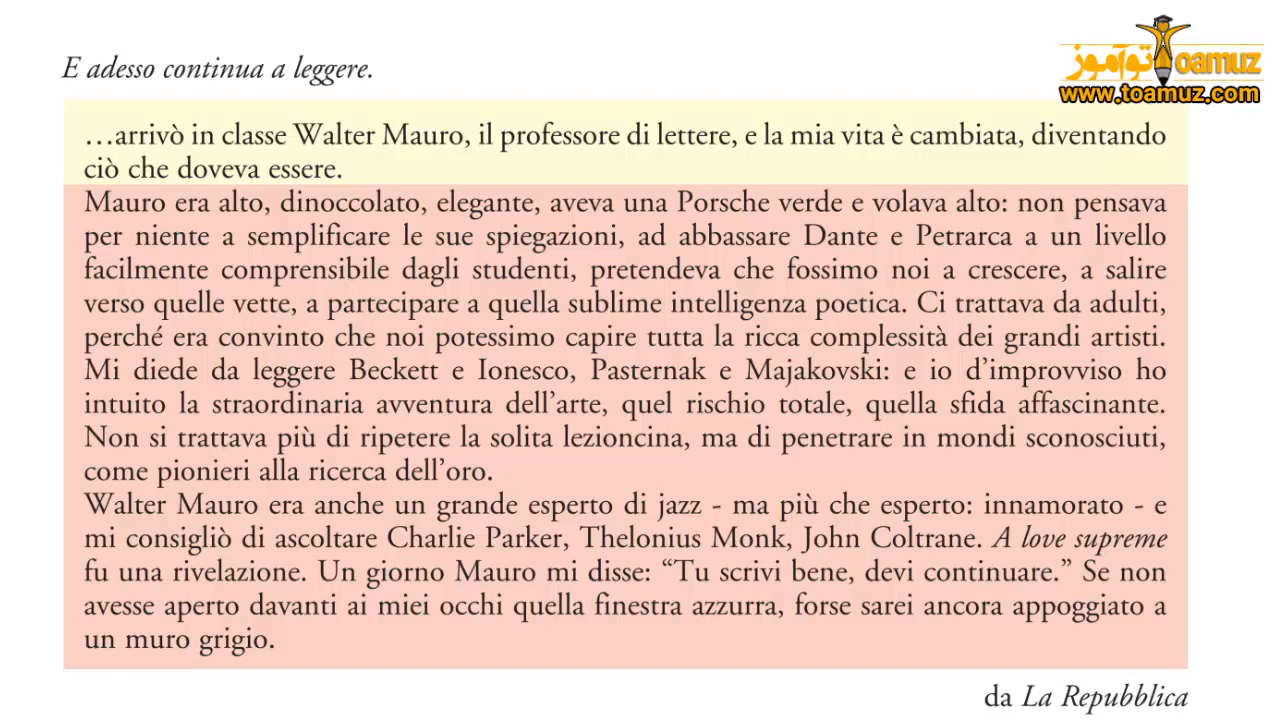 E adesso continua a leggere.
توآموز Toamuz
www.toamuz.com
…arrivò in classe Walter Mauro, il professore di lettere, e la mia vita è cambiata, diventando
ciò che doveva essere.
Mauro era alto, dinoccolato, elegante, aveva una Porsche verde e volava alto: non pensava
per niente a semplificare le sue spiegazioni, ad abbassare Dante e Petrarca a un livello
facilmente comprensibile dagli studenti, pretendeva che fossimo noi a crescere, a salire
verso quelle vette, a partecipare a quella sublime intelligenza poetica. Ci trattava da adulti,
perché era convinto che noi potessimo capire tutta la ricca complessità dei grandi artisti.
Mi diede da leggere Beckett e Ionesco, Pasternak e Majakovski: e io d’improvviso ho
intuito la straordinaria avventura dell’arte, quel rischio totale, quella sfida affascinante.
Non si trattava più di ripetere la solita lezioncina, ma di penetrare in mondi sconosciuti,
come pionieri alla ricerca dell’oro.
Walter Mauro era anche un grande esperto di jazz - ma più che esperto: innamorato - e
mi consigliò di ascoltare Charlie Parker, Thelonius Monk, John Coltrane. A love supreme
fu una rivelazione. Un giorno Mauro mi disse: “Tu scrivi bene, devi continuare.” Se non
avesse aperto davanti ai miei occhi quella finestra azzurra, forse sarei ancora appoggiato a
un muro grigio.
da La Repubblica